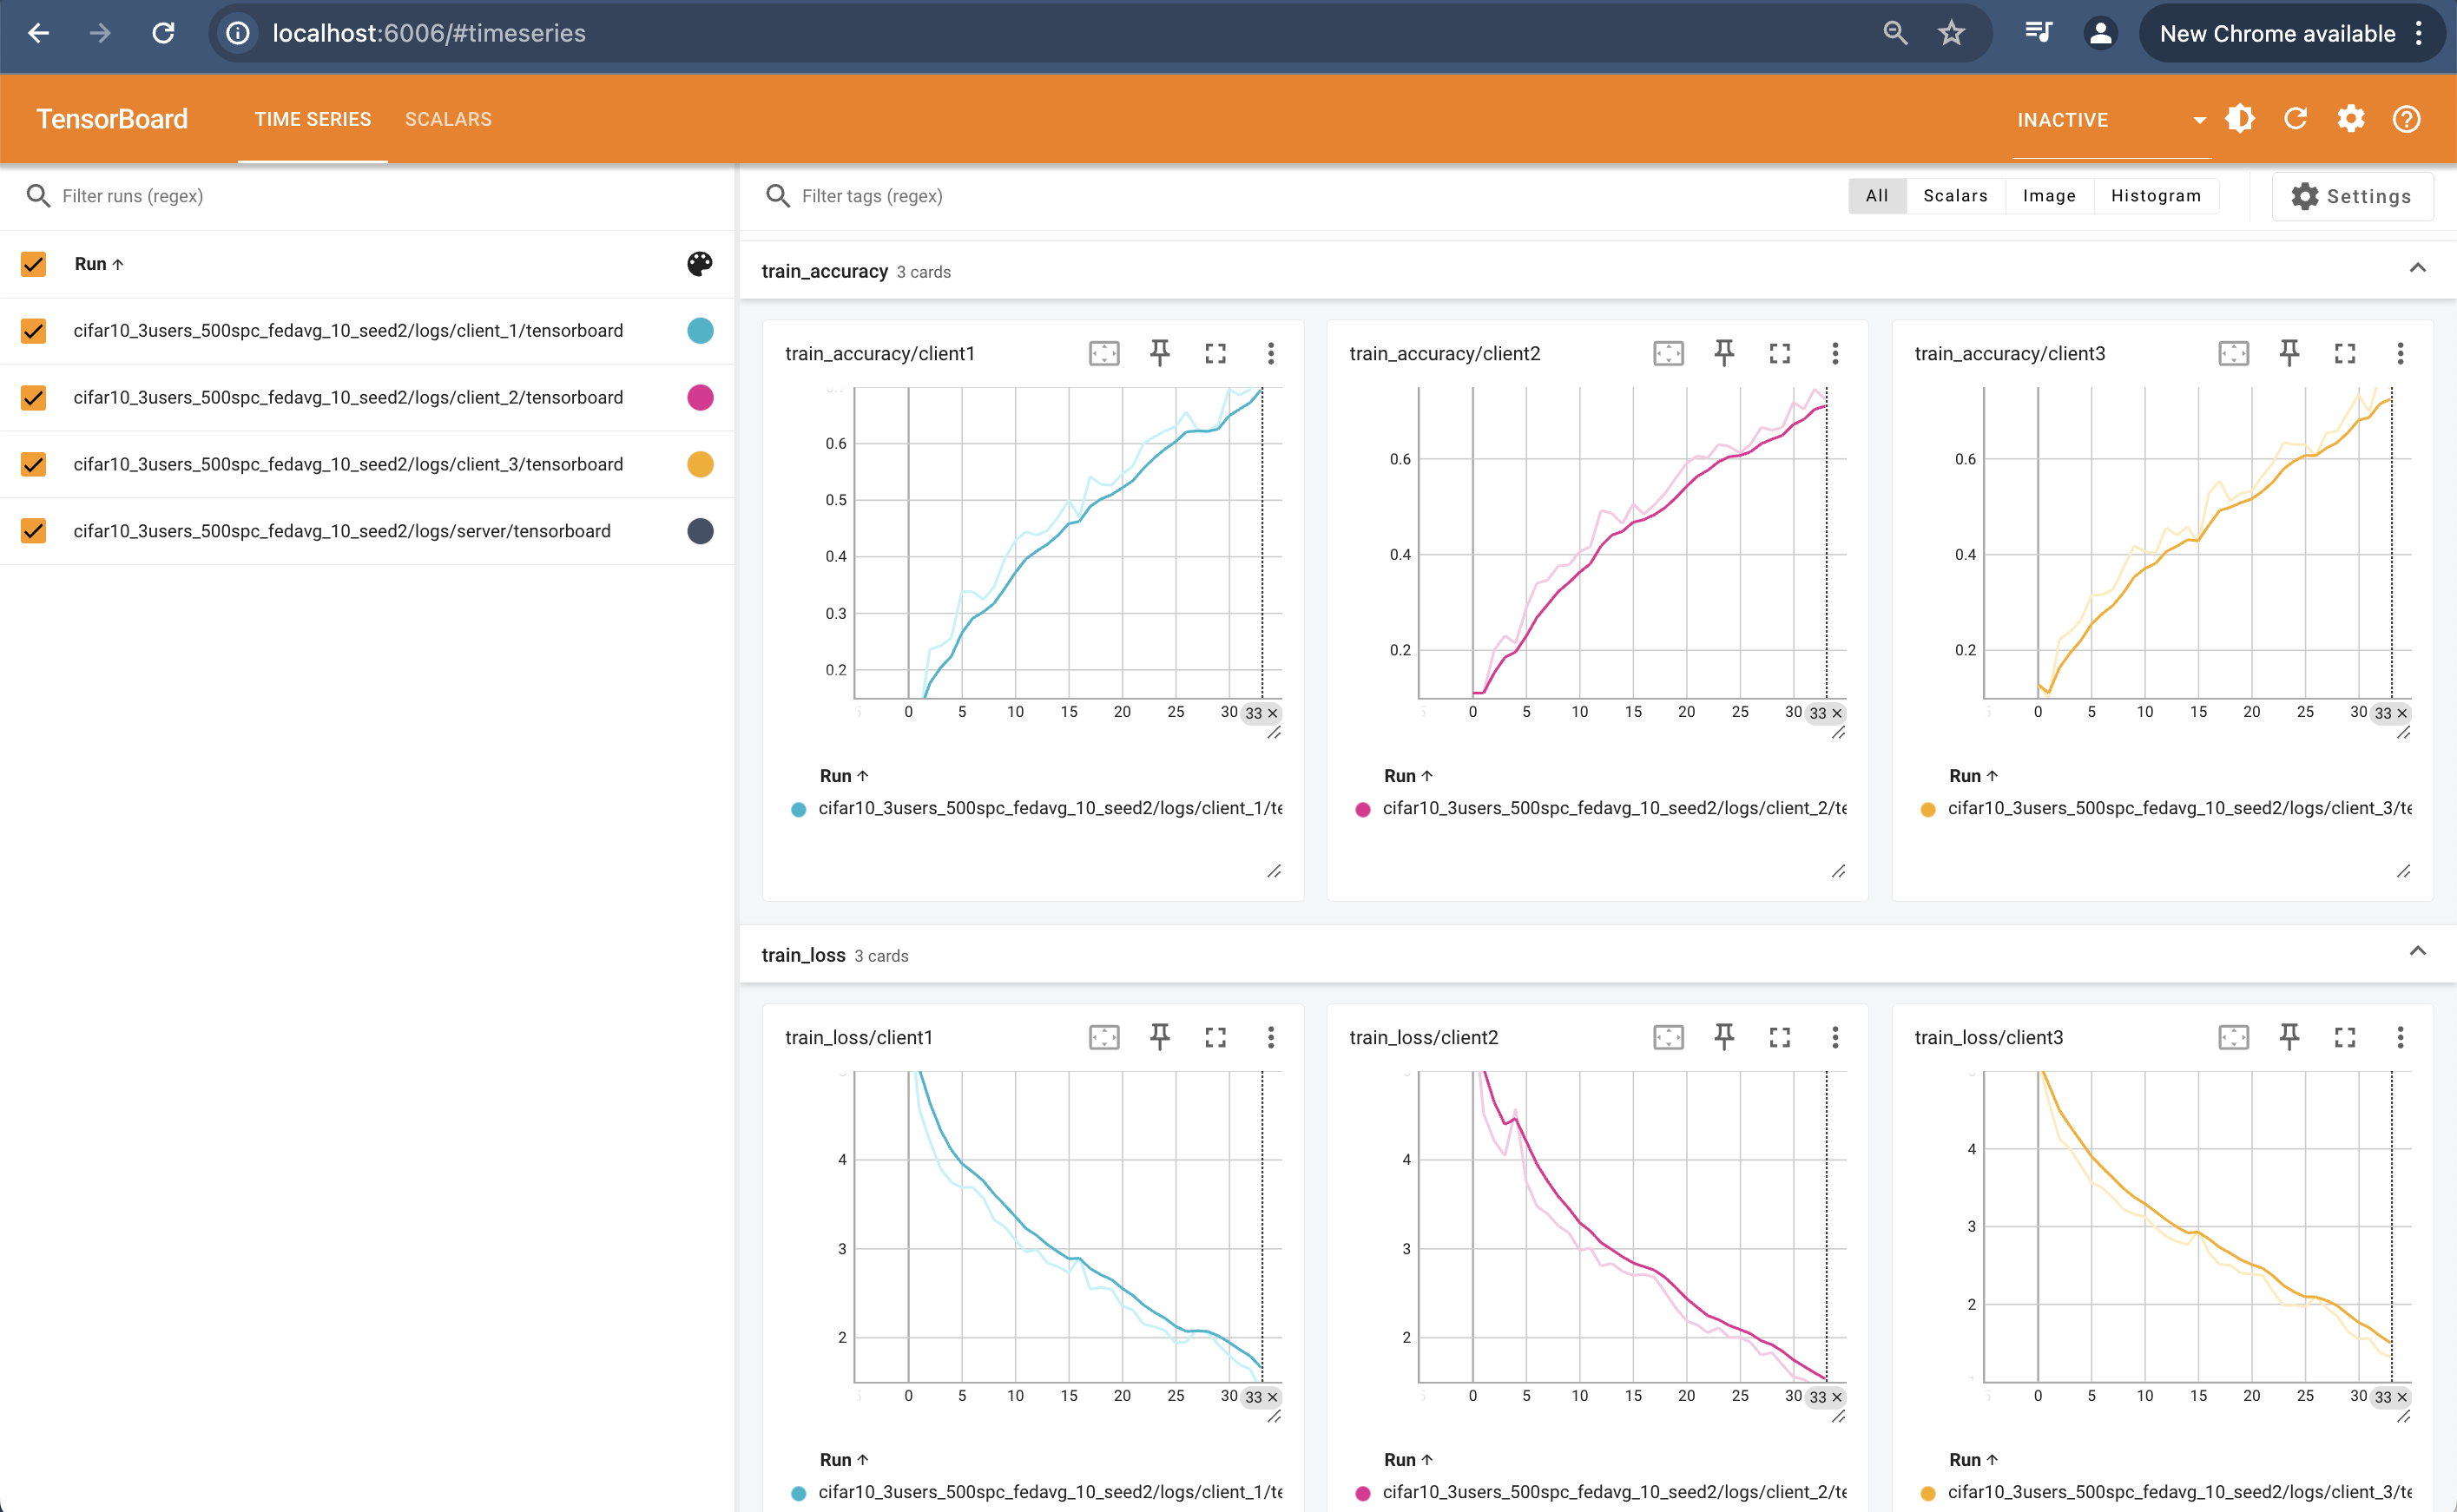 localhost:6006/#timeseries
New Chrome available
TensorBoard TIME SERIES SCALARS INACTIVE
Filter runs (regex)
Run ↑
cifar10_3users_500spc_fedavg_10_seed2/logs/client_1/tensorboard
cifar10_3users_500spc_fedavg_10_seed2/logs/client_2/tensorboard
cifar10_3users_500spc_fedavg_10_seed2/logs/client_3/tensorboard
cifar10_3users_500spc_fedavg_10_seed2/logs/server/tensorboard
Filter tags (regex)
All Scalars Image Histogram Settings
train_accuracy 3 cards
train_accuracy/client1
0.6
0.5
0.4
0.3
0.2
0 5 10 15 20 25 30 33 ×
Run ↑
cifar10_3users_500spc_fedavg_10_seed2/logs/client_1/te
train_accuracy/client2
0.6
0.4
0.2
0 5 10 15 20 25 30 33 ×
Run ↑
cifar10_3users_500spc_fedavg_10_seed2/logs/client_2/te
train_accuracy/client3
0.6
0.4
0.2
0 5 10 15 20 25 30 33 ×
Run ↑
cifar10_3users_500spc_fedavg_10_seed2/logs/client_3/te
train_loss 3 cards
train_loss/client1
4
3
2
0 5 10 15 20 25 30 33 ×
Run ↑
cifar10_3users_500spc_fedavg_10_seed2/logs/client_1/te
train_loss/client2
4
3
2
0 5 10 15 20 25 30 33 ×
Run ↑
cifar10_3users_500spc_fedavg_10_seed2/logs/client_2/te
train_loss/client3
4
3
2
0 5 10 15 20 25 30 33 ×
Run ↑
cifar10_3users_500spc_fedavg_10_seed2/logs/client_3/te